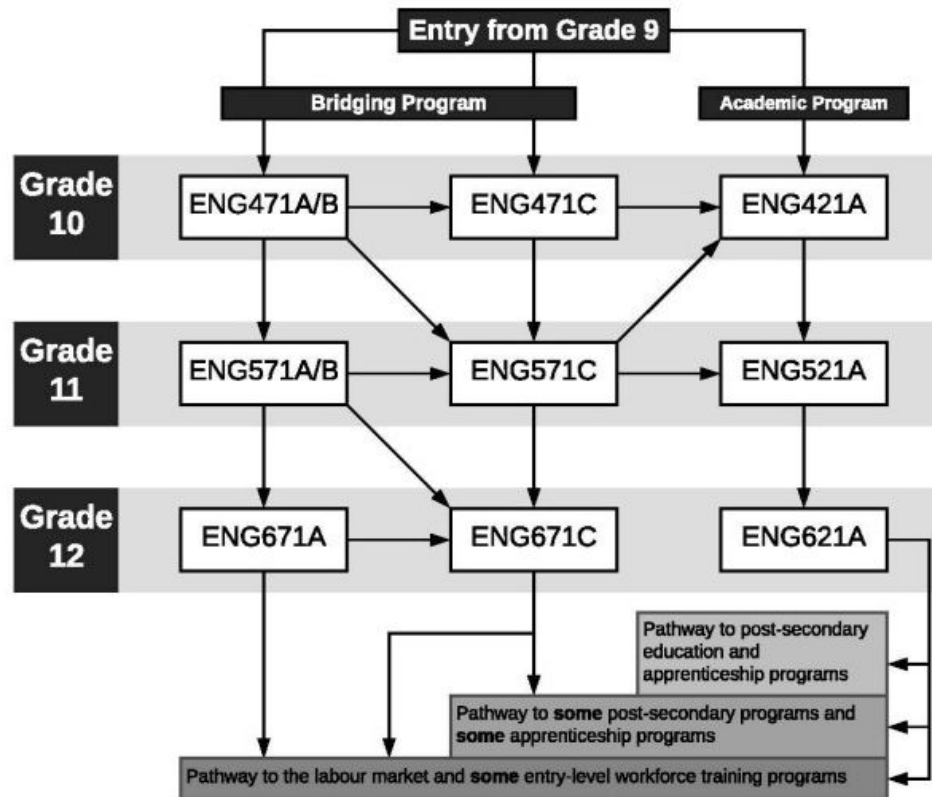 Entry from Grade 9
Bridging Program
Academic Program
Grade
10
ENG471A/B
ENG471C
ENG421A
Grade
11
ENG571A/B
ENG571C
ENG521A
Grade
12
ENG671A
ENG671C
ENG621A
Pathway to post-secondary
education and
apprenticeship programs
Pathway to some post-secondary programs and
some apprenticeship programs
Pathway to the labour market and some entry-level workforce training programs